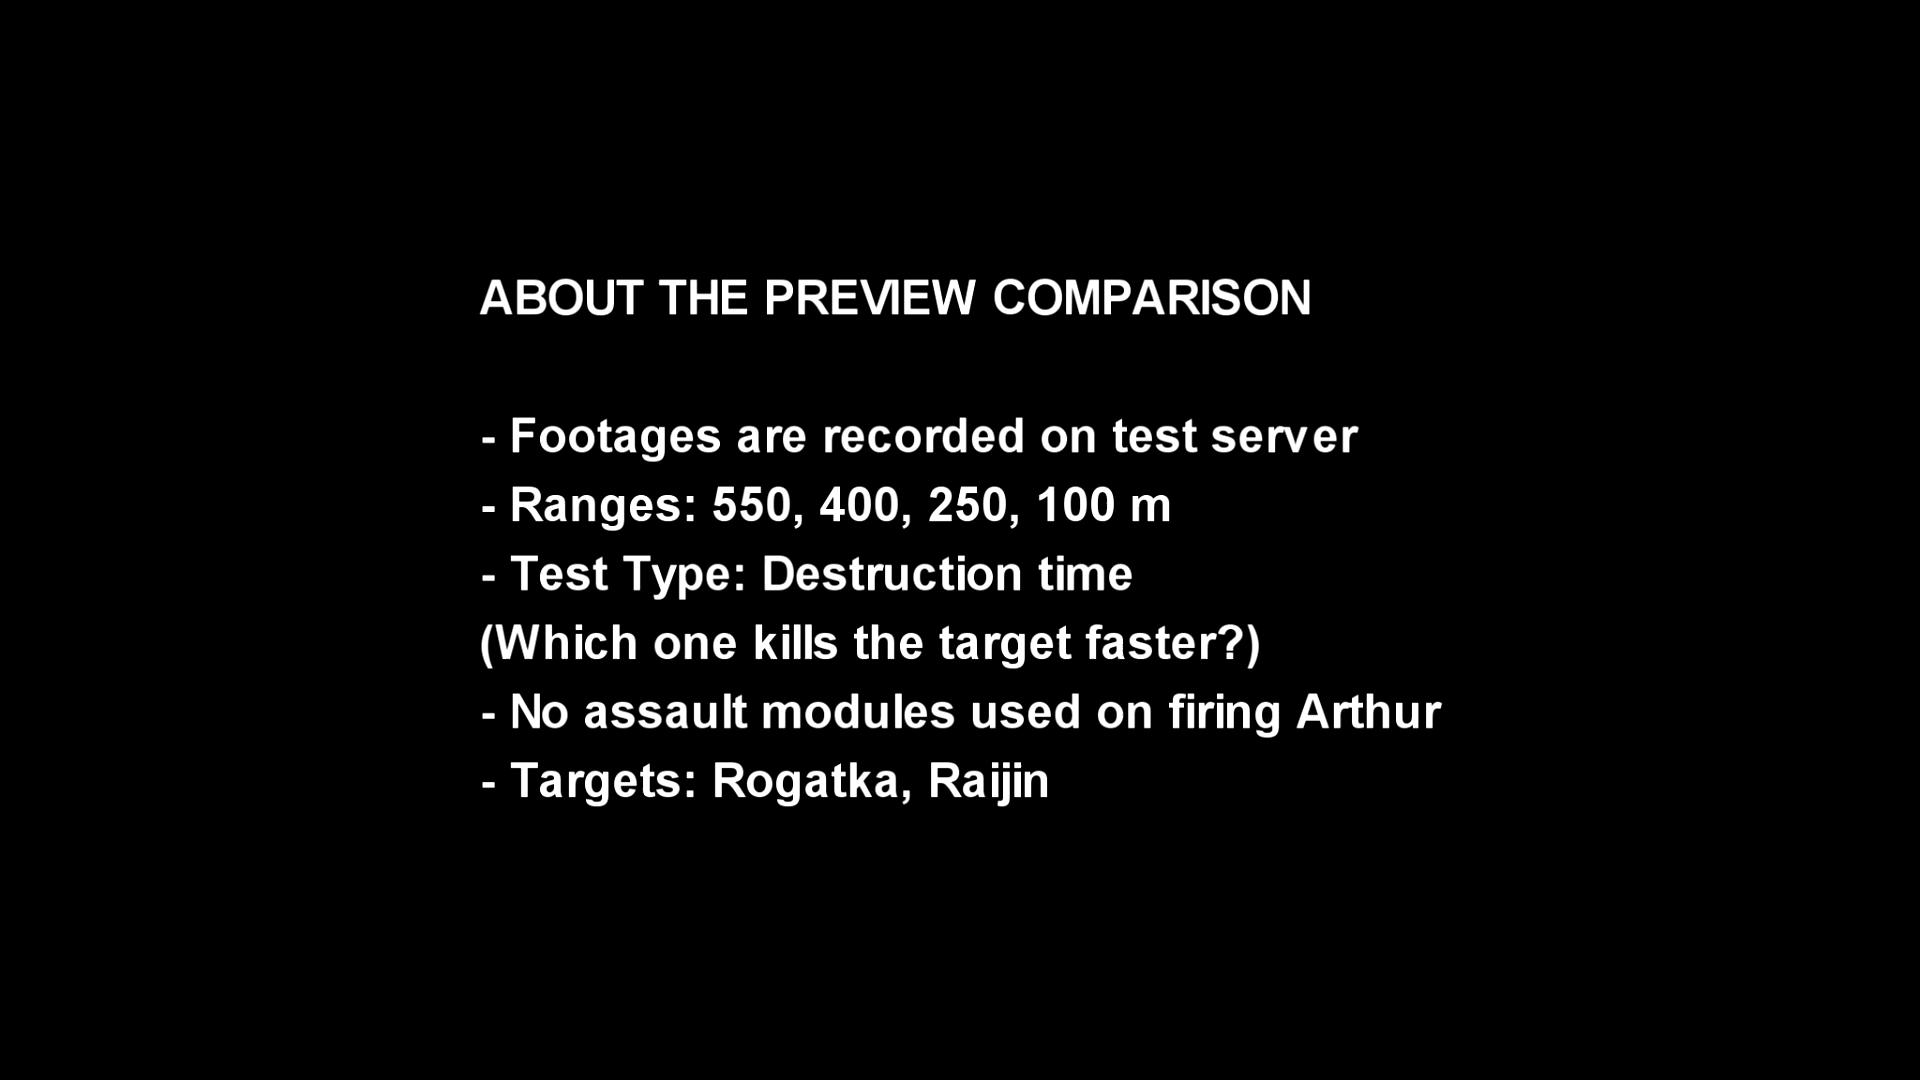 ABOUT THE PREVIEW COMPARISON
- Footages are recorded on test server
- Ranges: 550, 400, 250, 100 m
- Test Type: Destruction time
(Which one kills the target faster?)
- No assault modules used on firing Arthur
- Targets: Rogatka, Raijin